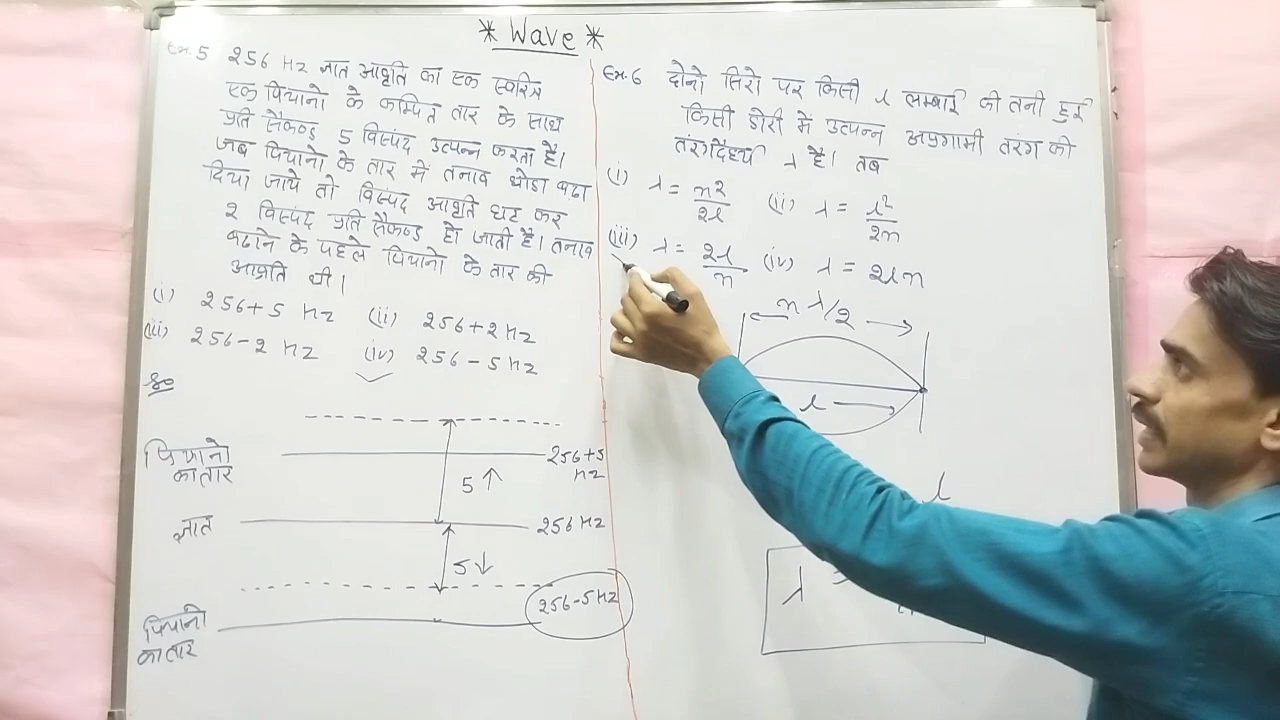 * Wave *
Ex. 5 256 Hz ज्ञात आवृति का एक स्वरित्र
एक पियानो के कम्पित तार के साथ
प्रति सैकण्ड 5 विस्पंद उत्पन्न करता है।
जब पियानो के तार में तनाव थोडा बढा
दिया जाये तो विस्पंद आवृति घट कर
2 विस्पंद प्रति सैकण्ड हो जाती है। तनाव
बढाने के पहले पियानो के तार की
आवृति थी।
(i) 256+5 Hz (ii) 256+2 Hz
(iii) 256-2 Hz (iv) 256-5 Hz
पियानो
का तार
256+5
Hz
5 ↑
ज्ञात
256 Hz
5 ↓
256-5 Hz
पियानो
का तार
Ex. 6 दोनो सिरो पर किसी l लम्बाई की तनी हुई
किसी डोरी में उत्पन्न अप्रगामी तरंग की
तरंगदैर्ध्य λ है। तब
(i) λ = n²/2l (ii) λ = l²/2n
(iii) λ = 2l/n (iv) λ = 2ln
← n λ/2 →
l →
l
λ =